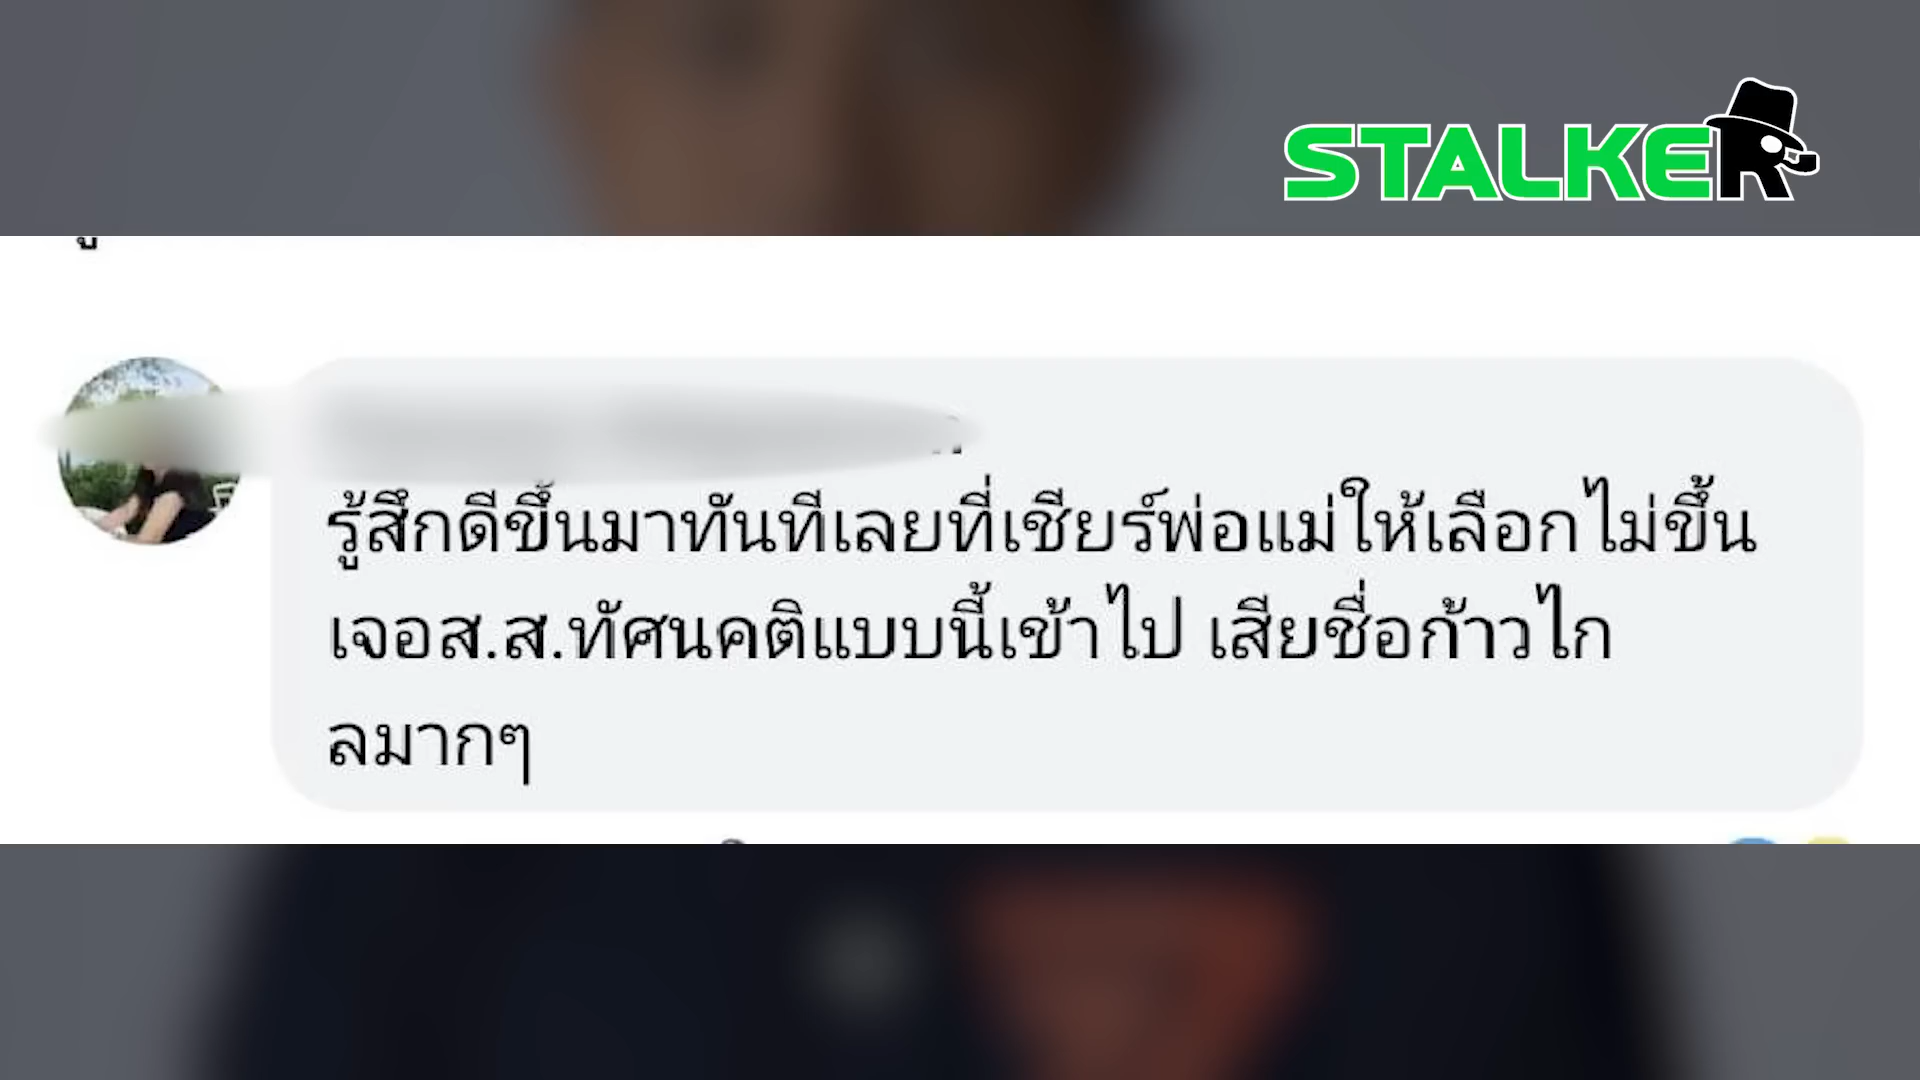 STALKER
รู้สึกดีขึ้นมาทันทีเลยที่เชียร์พ่อแม่ให้เลือกไม่ขึ้น
เจอส.ส.ทัศนคติแบบนี้เข้าไป เสียชื่อก้าวไก
ลมากๆ